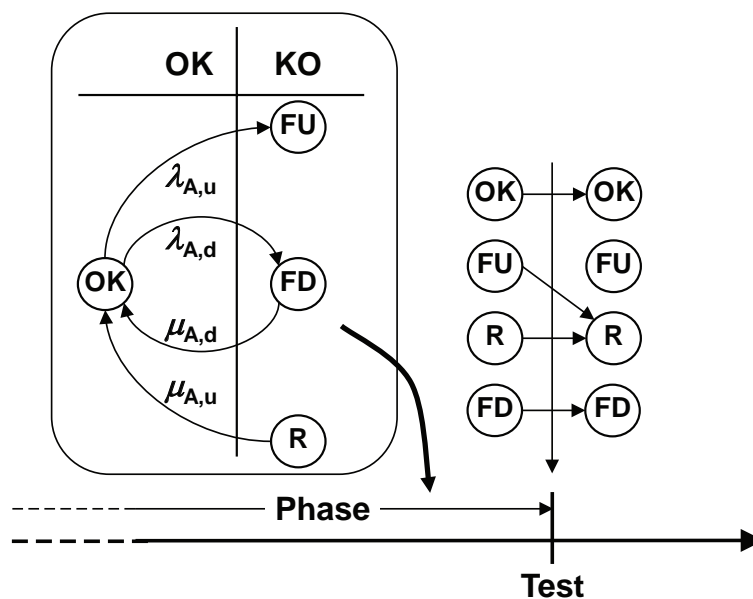 OK KO
FU
λA,u
λA,d
OK
FD
μA,d
μA,u
R
OK OK
FU FU
R R
FD FD
Phase
Test